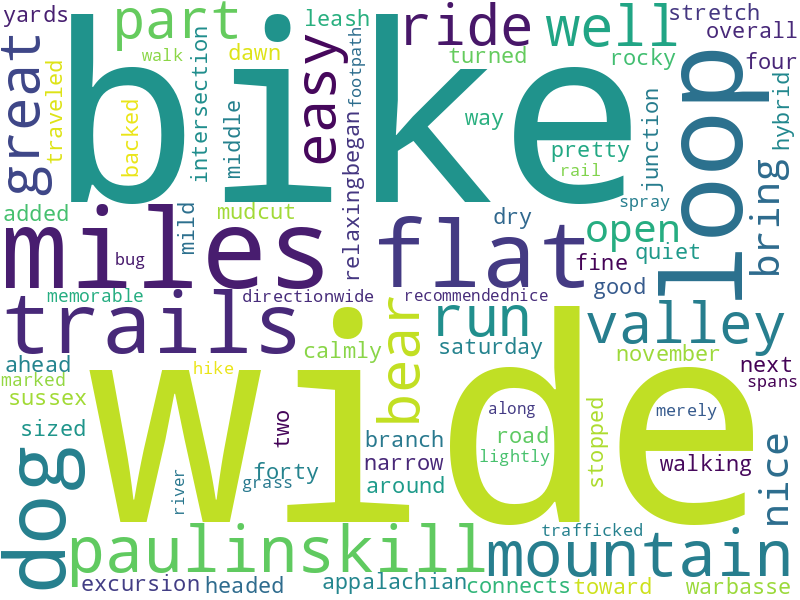 yards
part
leash
stretch
ride
well
overall
bike
walk
dawn
turned
rocky
four
great
traveled
backed
intersection
middle
easy
footpath
way
loop
hybrid
pretty
junction
rail
relaxingbegan
spray
bring
added
mild
mudcut
dry
open
miles
flat
quiet
bug
fine
good
memorable
directionwide
recommendednice
trails
bear
run
valley
calmly
saturday
november
ahead
hike
next
marked
spans
wide
sussex
along
merely
sized
two
branch
road
stopped
dog
river
grass
forty
narrow
lightly
walking
nice
around
paulinskill
trafficked
mountain
excursion
headed
appalachian
connects
toward
warbasse